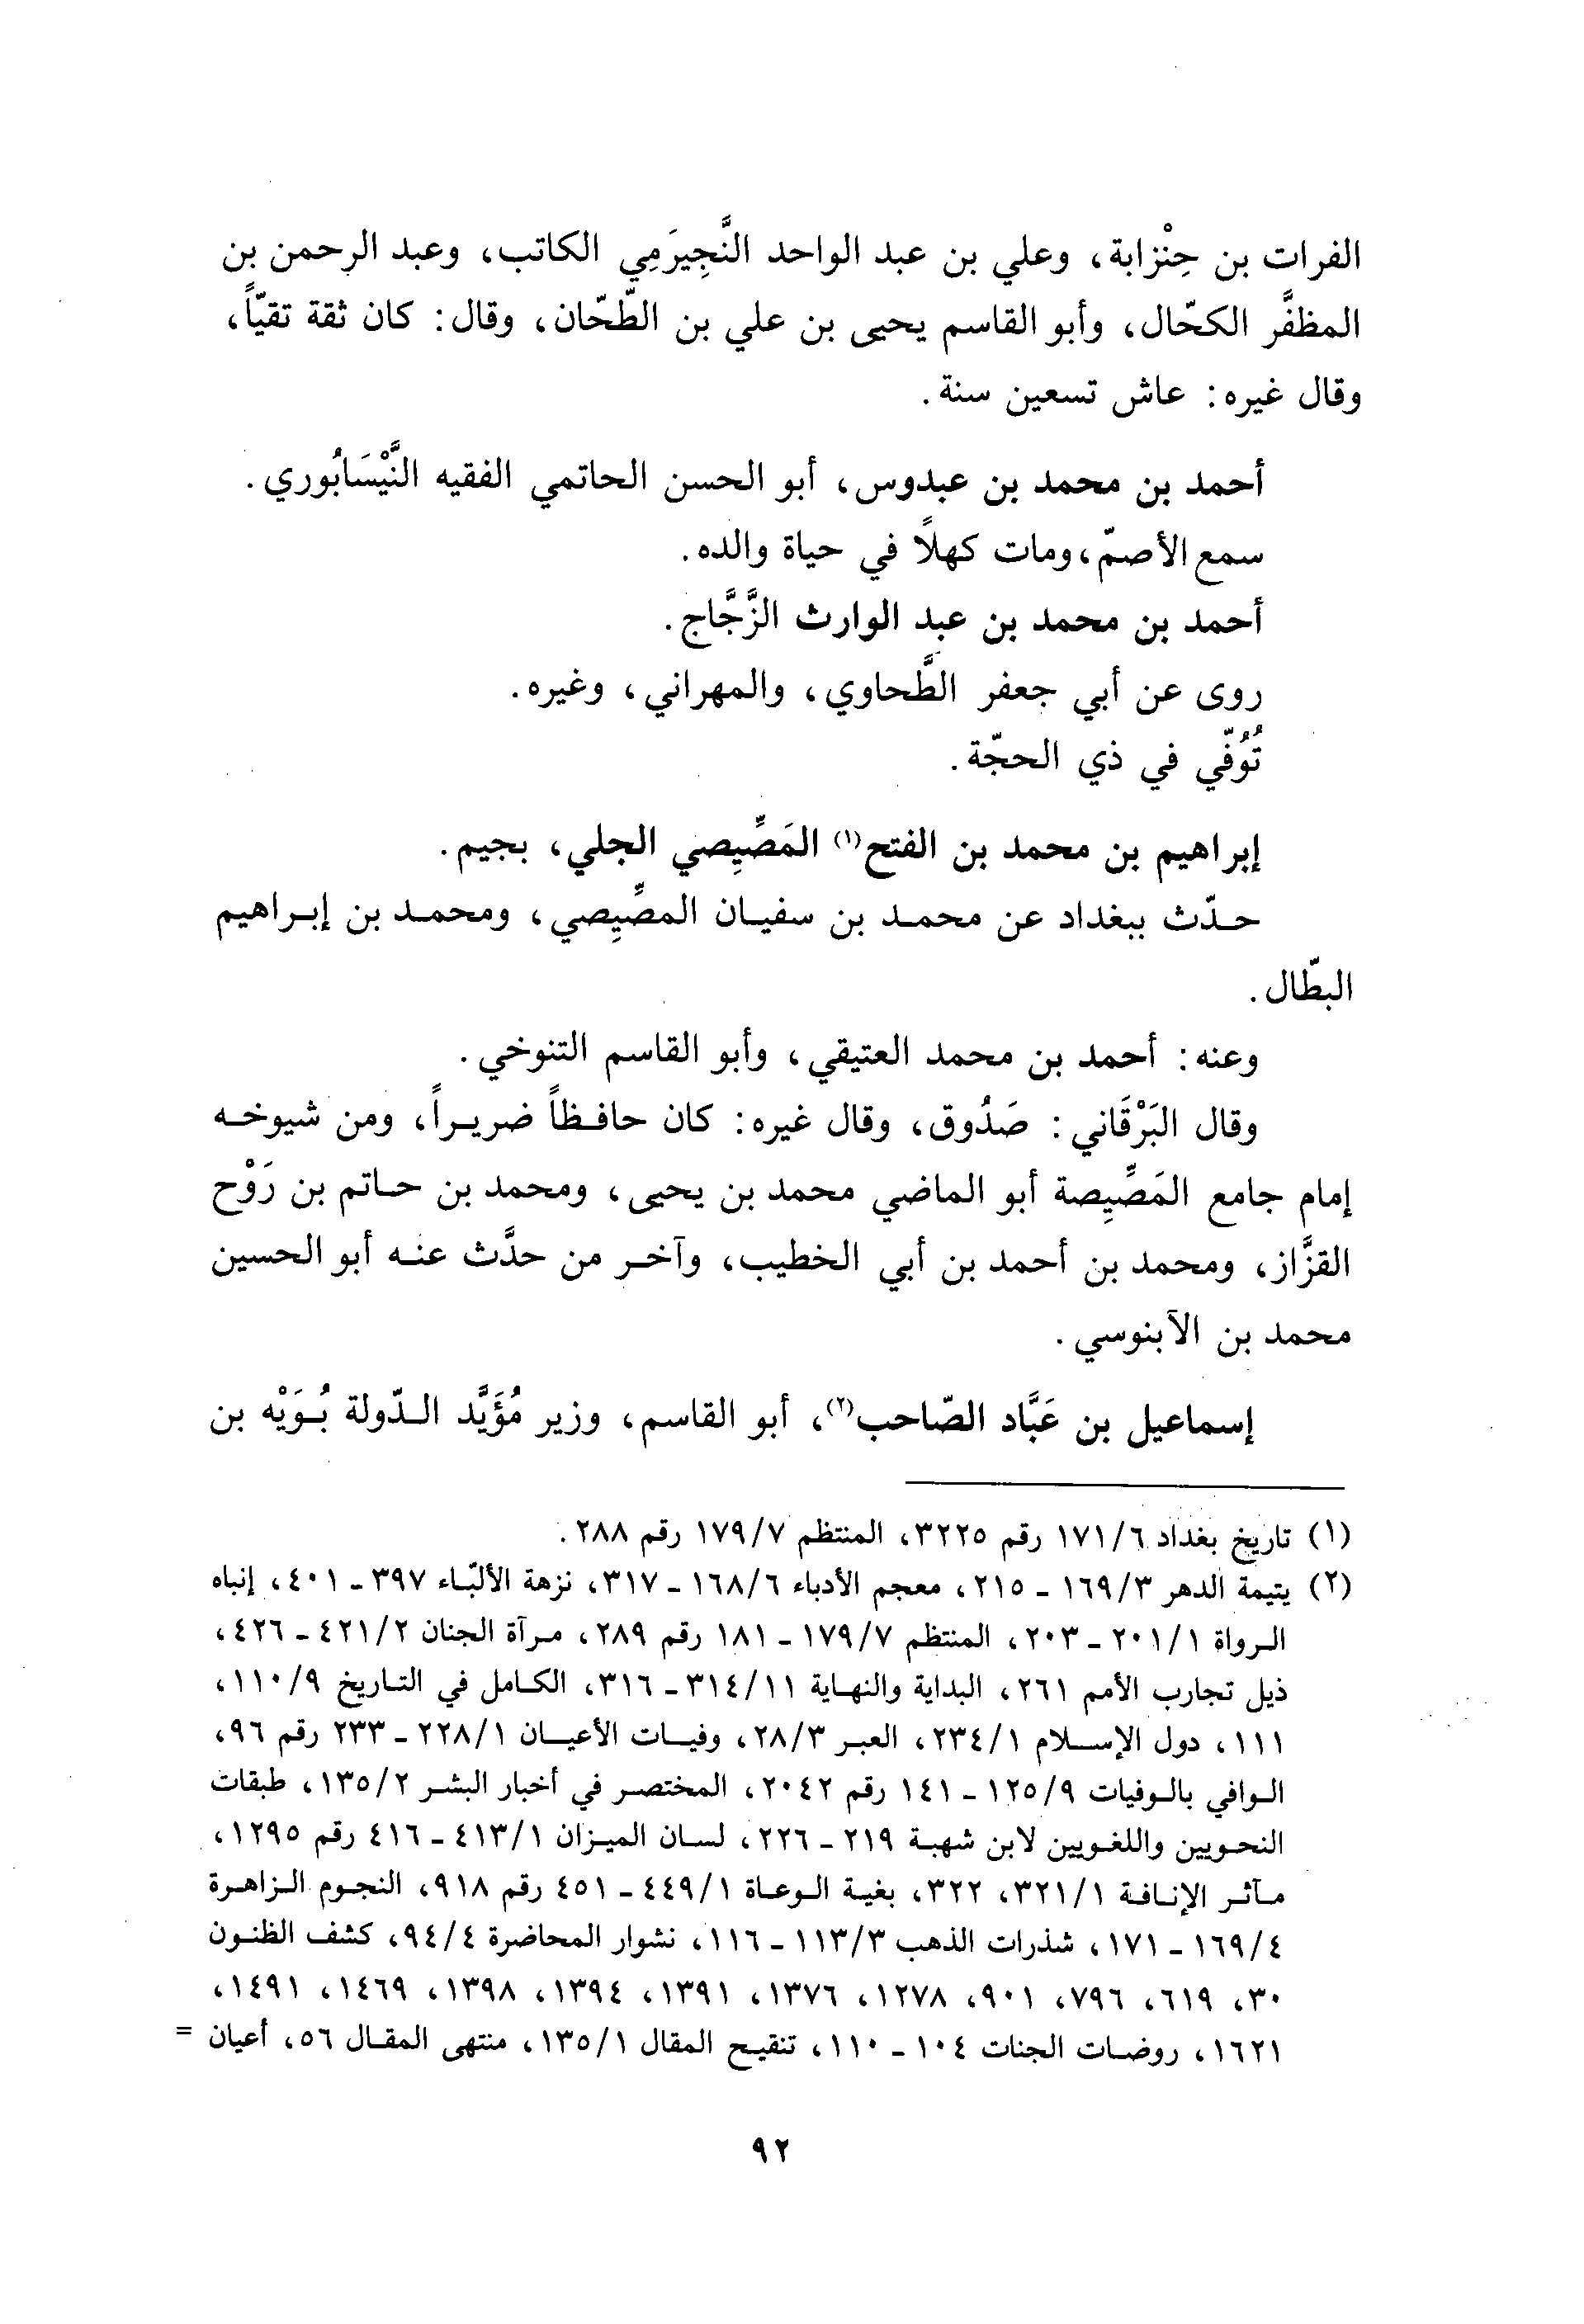 الفرات بن حِنْزابة، وعلي بن عبد الواحد النَّجِيرَمِي الكاتب، وعبد الرحمن بن
المظفَّر الكحّال، وأبو القاسم يحيى بن علي بن الطّحّان، وقال: كان ثقة تقيّاً،
وقال غيره: عاش تسعين سنة.
أحمد بن محمد بن عبدوس، أبو الحسن الحاتمي الفقيه النَّيْسَابُوري.
سمع الأصمّ، ومات كهلاً في حياة والده.
أحمد بن محمد بن عبد الوارث الزَّجَّاج.
روى عن أبي جعفر الطَّحاوي، والمهراني، وغيره.
تُوُفّي في ذي الحجّة.
إبراهيم بن محمد بن الفتح(١) المَصِّيِصي الجلي، بجيم.
حدّث ببغداد عن محمد بن سفيان المصِّيِصي، ومحمد بن إبراهيم
البطّال.
وعنه: أحمد بن محمد العتيقي، وأبو القاسم التنوخي.
وقال البَرْقَاني: صَدُوق، وقال غيره: كان حافظاً ضريراً، ومن شيوخه
إمام جامع المَصِّيِصة أبو الماضي محمد بن يحيى، ومحمد بن حاتم بن رَوْح
القزَّاز، ومحمد بن أحمد بن أبي الخطيب، وآخر من حدَّث عنه أبو الحسين
محمد بن الآبنوسي.
إسماعيل بن عَبَّاد الصّاحب(٢)، أبو القاسم، وزير مُؤَيَّد الدّولة بُوَيْه بن
(١) تاريخ بغداد ١٧١/٦ رقم ٣٢٢٥، المنتظم ١٧٩/٧ رقم ٢٨٨.
(٢) يتيمة الدهر ١٦٩/٣ - ٢١٥، معجم الأدباء ١٦٨/٦ - ٣١٧، نزهة الألبّاء ٣٩٧ - ٤٠١، إنباه
الرواة ٢٠١/١ - ٢٠٣، المنتظم ١٧٩/٧ - ١٨١ رقم ٢٨٩، مرآة الجنان ٤٢١/٢ - ٤٢٦،
ذيل تجارب الأمم ٢٦١، البداية والنهاية ٣١٤/١١ - ٣١٦، الكامل في التاريخ ١١٠/٩،
١١١، دول الإسلام ٢٣٤/١، العبر ٢٨/٣، وفيات الأعيان ٢٢٨/١ - ٢٣٣ رقم ٩٦،
الوافي بالوفيات ١٢٥/٩ - ١٤١ رقم ٢٠٤٢، المختصر في أخبار البشر ١٣٥/٢، طبقات
النحويين واللغويين لابن شهبة ٢١٩ - ٢٢٦، لسان الميزان ٤١٣/١ - ٤١٦ رقم ١٢٩٥،
مآثر الإنافة ٣٢١/١، ٣٢٢، بغية الوعاة ٤٤٩/١ - ٤٥١ رقم ٩١٨، النجوم الزاهرة
١٦٩/٤ - ١٧١، شذرات الذهب ١١٣/٣ - ١١٦، نشوار المحاضرة ٩٤/٤، كشف الظنون
٣٠، ٦١٩، ٧٩٦، ٩٠١، ١٢٧٨، ١٣٧٦، ١٣٩١، ١٣٩٤، ١٣٩٨، ١٤٦٩، ١٤٩١،
١٦٢١، روضات الجنات ١٠٤ - ١١٠، تنقيح المقال ١٣٥/١، منتهى المقال ٥٦، أعيان =
٩٢